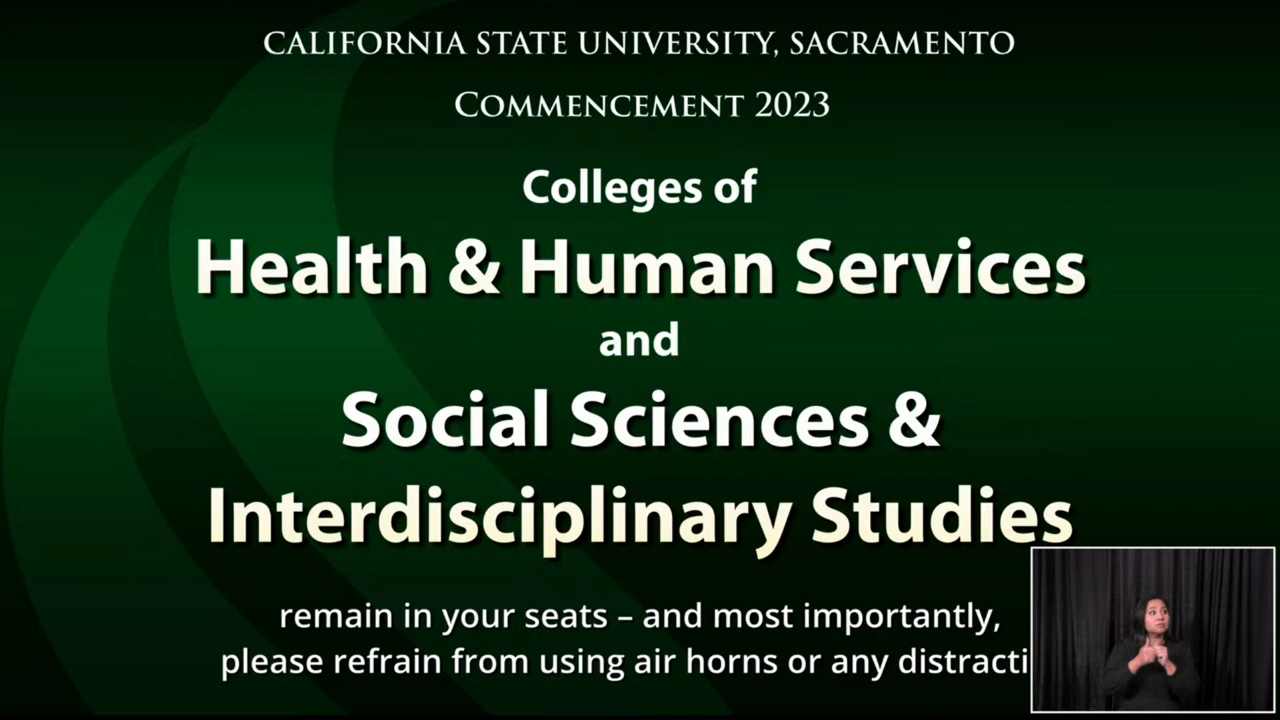 CALIFORNIA STATE UNIVERSITY, SACRAMENTO
COMMENCEMENT 2023
Colleges of
Health & Human Services
and
Social Sciences &
Interdisciplinary Studies
remain in your seats – and most importantly,
please refrain from using air horns or any distracti